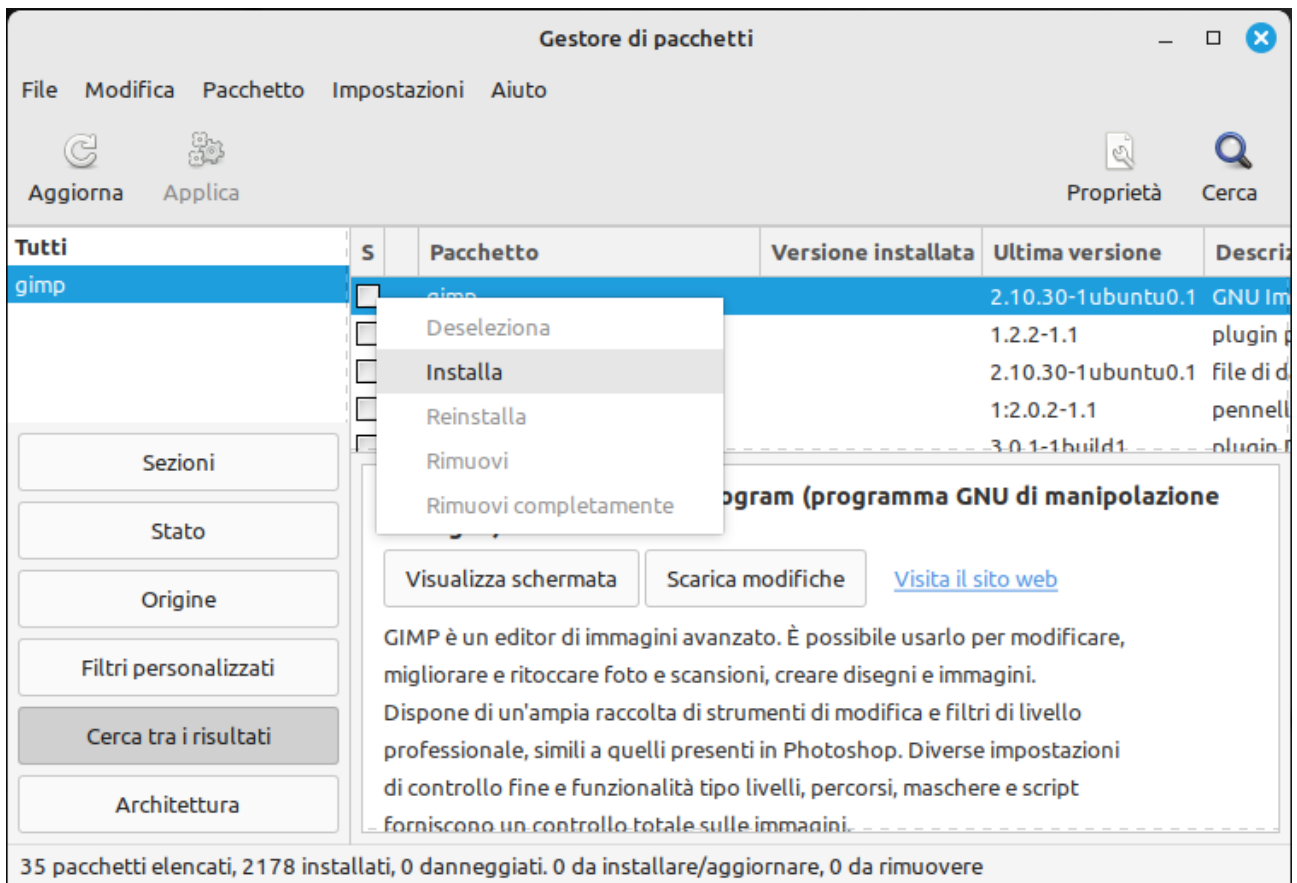 Gestore di pacchetti
File Modifica Pacchetto Impostazioni Aiuto
Aggiorna Applica Proprietà Cerca
Tutti
gimp
S Pacchetto Versione installata Ultima versione Descriz
gimp 2.10.30-1ubuntu0.1 GNU Im
1.2.2-1.1 plugin p
2.10.30-1ubuntu0.1 file di d
1:2.0.2-1.1 pennell
3.0.1-1build1 plugin D
Deseleziona
Installa
Reinstalla
Rimuovi
Rimuovi completamente
Sezioni
Stato
Origine
Filtri personalizzati
Cerca tra i risultati
Architettura
(programma GNU di manipolazione
Visualizza schermata Scarica modifiche Visita il sito web
GIMP è un editor di immagini avanzato. È possibile usarlo per modificare,
migliorare e ritoccare foto e scansioni, creare disegni e immagini.
Dispone di un'ampia raccolta di strumenti di modifica e filtri di livello
professionale, simili a quelli presenti in Photoshop. Diverse impostazioni
di controllo fine e funzionalità tipo livelli, percorsi, maschere e script
forniscono un controllo totale sulle immagini.
35 pacchetti elencati, 2178 installati, 0 danneggiati. 0 da installare/aggiornare, 0 da rimuovere